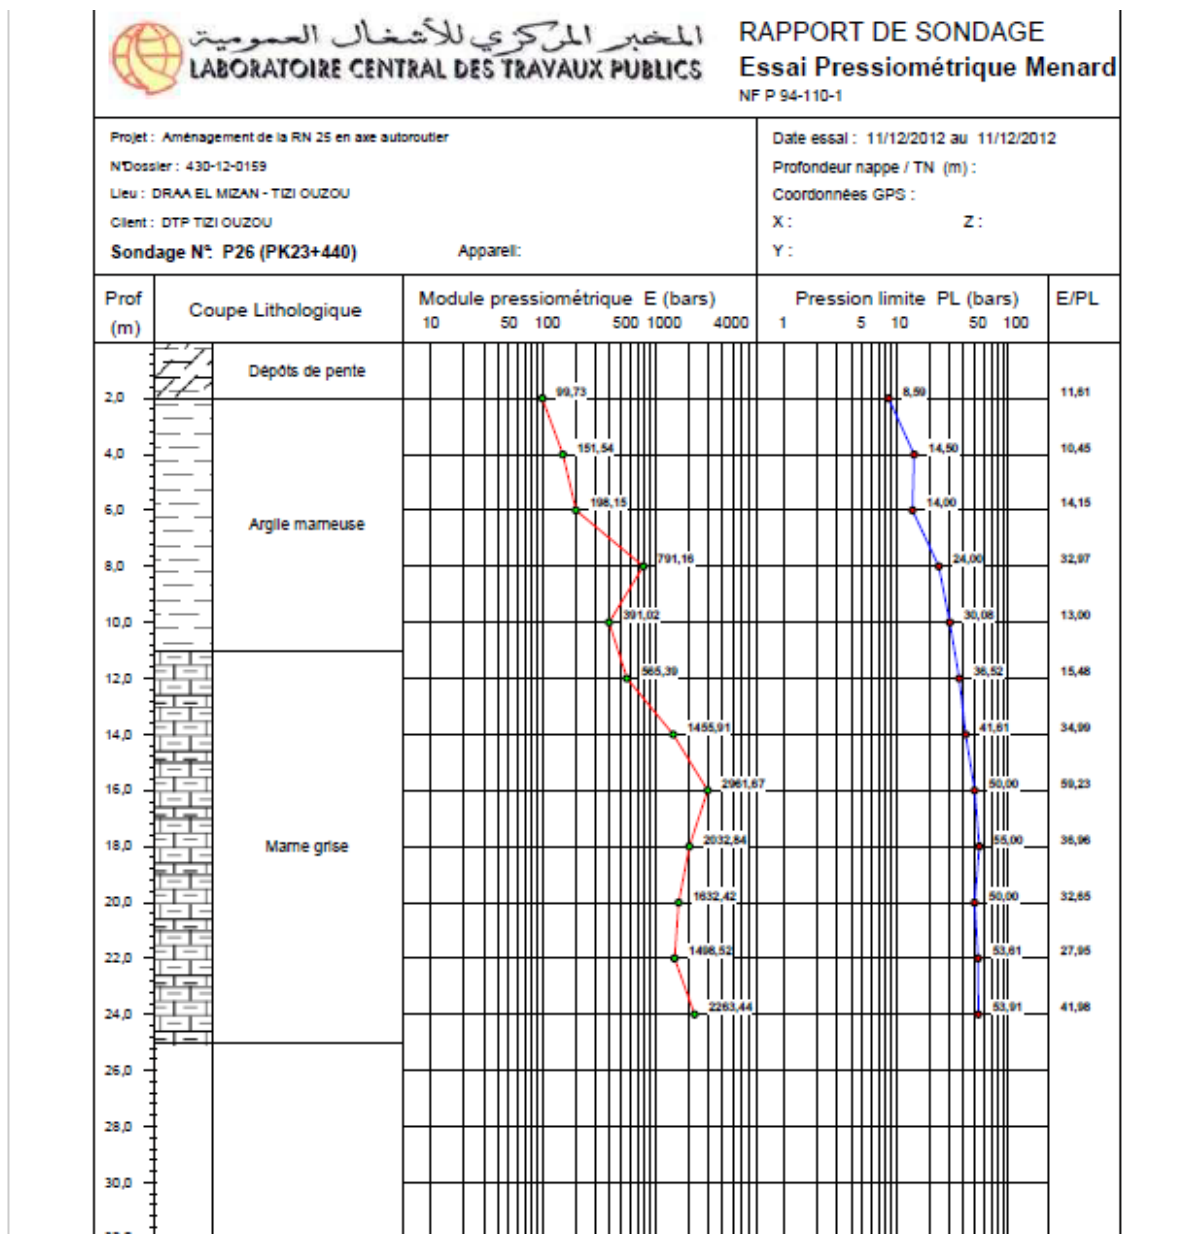 المخبر المركزي للأشغال العمومية
LABORATOIRE CENTRAL DES TRAVAUX PUBLICS
RAPPORT DE SONDAGE
Essai Pressiométrique Menard
NF P 94-110-1
Projet : Aménagement de la RN 25 en axe autoroutier
N°Dossier : 430-12-0159
Lieu : DRAA EL MIZAN - TIZI OUZOU
Client : DTP TIZI OUZOU
Sondage N°: P26 (PK23+440) Appareil:
Date essai : 11/12/2012 au 11/12/2012
Profondeur nappe / TN (m) :
Coordonnées GPS :
X : Z :
Y :
Prof (m)
Coupe Lithologique
Module pressiométrique E (bars)
10 50 100 500 1000 4000
Pression limite PL (bars)
1 5 10 50 100
E/PL
Dépôts de pente
2,0 99,73 8,59 11,61
4,0 151,54 14,50 10,45
6,0 198,15 14,00 14,15
Argile marneuse
8,0 791,16 24,00 32,97
10,0 391,02 30,08 13,00
12,0 565,39 36,52 15,48
14,0 1455,91 41,61 34,99
16,0 2961,67 50,00 59,23
18,0 Marne grise 2032,84 55,00 36,96
20,0 1632,42 50,00 32,65
22,0 1498,52 53,61 27,95
24,0 2263,44 53,91 41,98
26,0
28,0
30,0